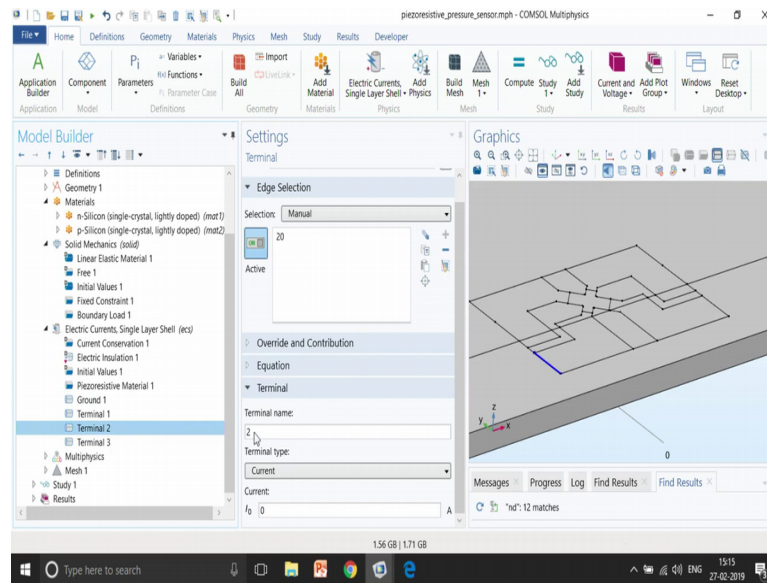 piezoresistive_pressure_sensor.mph - COMSOL Multiphysics
File Home Definitions Geometry Materials Physics Mesh Study Results Developer
Application Builder
Component
Pi Parameters
a= Variables
f(x) Functions
Pi Parameter Case
Build All
Import
LiveLink
Add Material
Electric Currents, Single Layer Shell
Add Physics
Build Mesh
Mesh 1
Compute
Study 1
Add Study
Current and Voltage
Add Plot Group
Windows
Reset Desktop
Application Model Definitions Geometry Materials Physics Mesh Study Results Layout
Model Builder
Definitions
Geometry 1
Materials
n-Silicon (single-crystal, lightly doped) (mat1)
p-Silicon (single-crystal, lightly doped) (mat2)
Solid Mechanics (solid)
Linear Elastic Material 1
Free 1
Initial Values 1
Fixed Constraint 1
Boundary Load 1
Electric Currents, Single Layer Shell (ecs)
Current Conservation 1
Electric Insulation 1
Initial Values 1
Piezoresistive Material 1
Ground 1
Terminal 1
Terminal 2
Terminal 3
Multiphysics
Mesh 1
Study 1
Results
Settings
Terminal
Edge Selection
Selection: Manual
20
Active
Override and Contribution
Equation
Terminal
Terminal name:
2
Terminal type:
Current
Current:
I0 0 A
Graphics
z
y x
0
Messages Progress Log Find Results Find Results
"nd": 12 matches
1.56 GB | 1.71 GB
Type here to search
ENG
15:15
27-02-2019